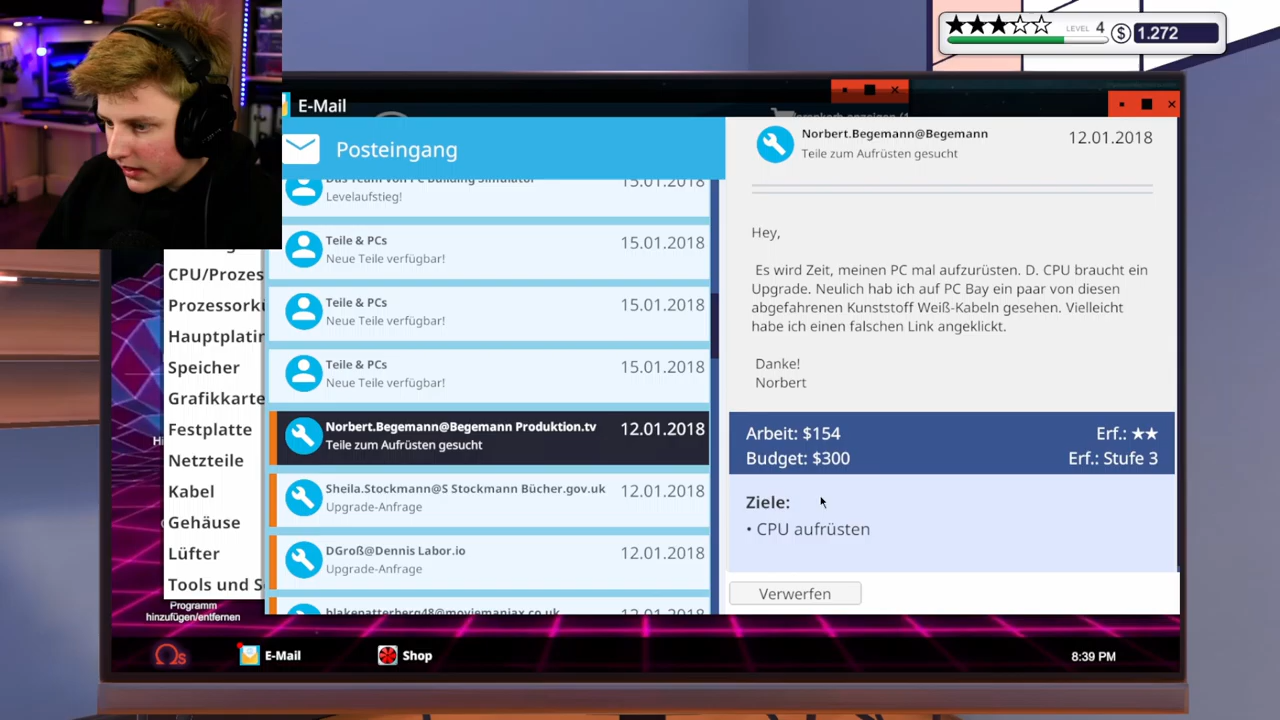 LEVEL 4
$ 1.272
E-Mail
Posteingang
15.01.2018
Levelaufstieg!
Teile & PCs 15.01.2018
Neue Teile verfügbar!
Teile & PCs 15.01.2018
Neue Teile verfügbar!
Teile & PCs 15.01.2018
Neue Teile verfügbar!
Norbert.Begemann@Begemann Produktion.tv 12.01.2018
Teile zum Aufrüsten gesucht
Sheila.Stockmann@S Stockmann Bücher.gov.uk 12.01.2018
Upgrade-Anfrage
DGroß@Dennis Labor.io 12.01.2018
Upgrade-Anfrage
12.01.2018
Norbert.Begemann@Begemann 12.01.2018
Teile zum Aufrüsten gesucht
Hey,
Es wird Zeit, meinen PC mal aufzurüsten. D. CPU braucht ein
Upgrade. Neulich hab ich auf PC Bay ein paar von diesen
abgefahrenen Kunststoff Weiß-Kabeln gesehen. Vielleicht
habe ich einen falschen Link angeklickt.
Danke!
Norbert
Arbeit: $154 Erf.: ★★
Budget: $300 Erf.: Stufe 3
Ziele:
• CPU aufrüsten
Verwerfen
CPU/Prozes
Prozessorkü
Hauptplatin
Speicher
Grafikkarte
Festplatte
Netzteile
Kabel
Gehäuse
Lüfter
Tools und S
Programm
hinzufügen/entfernen
E-Mail
Shop
8:39 PM